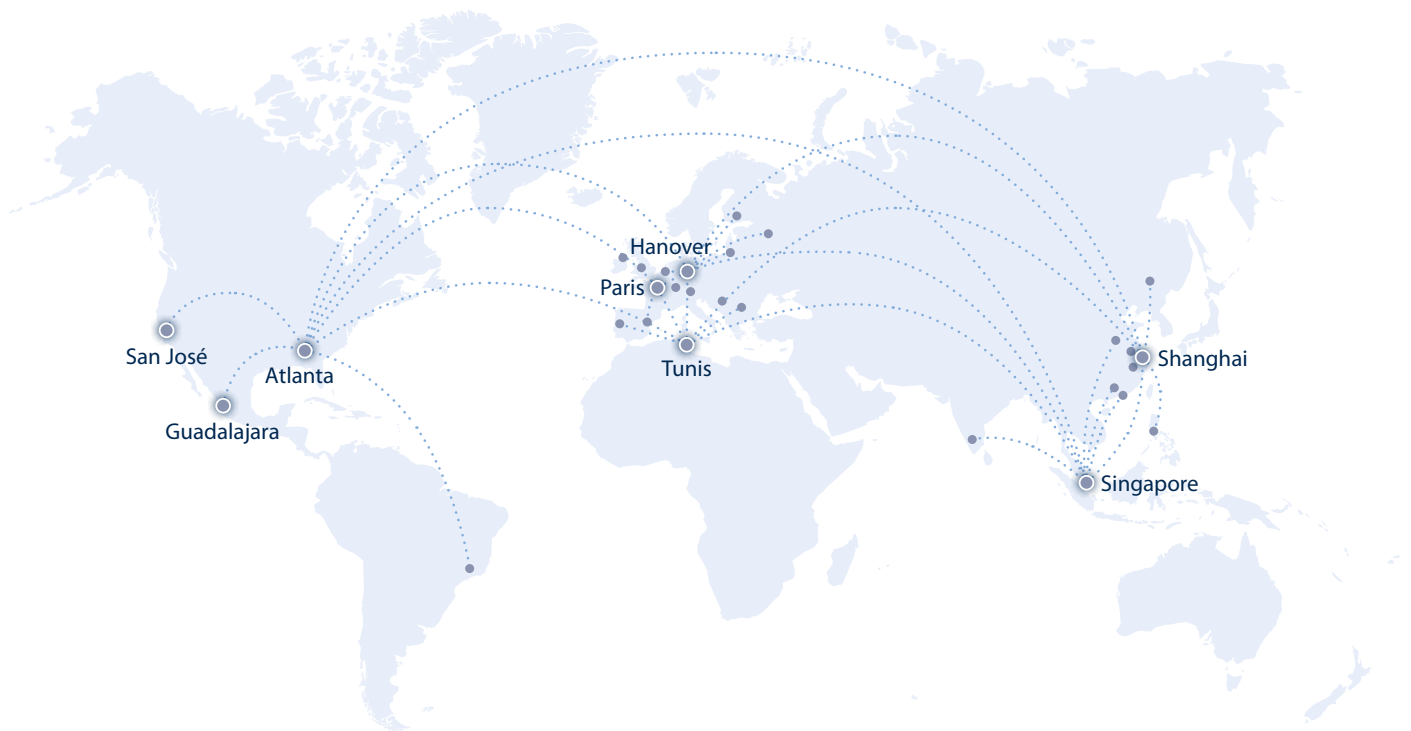 Hanover
Paris
San José
Atlanta
Tunis
Shanghai
Guadalajara
Singapore